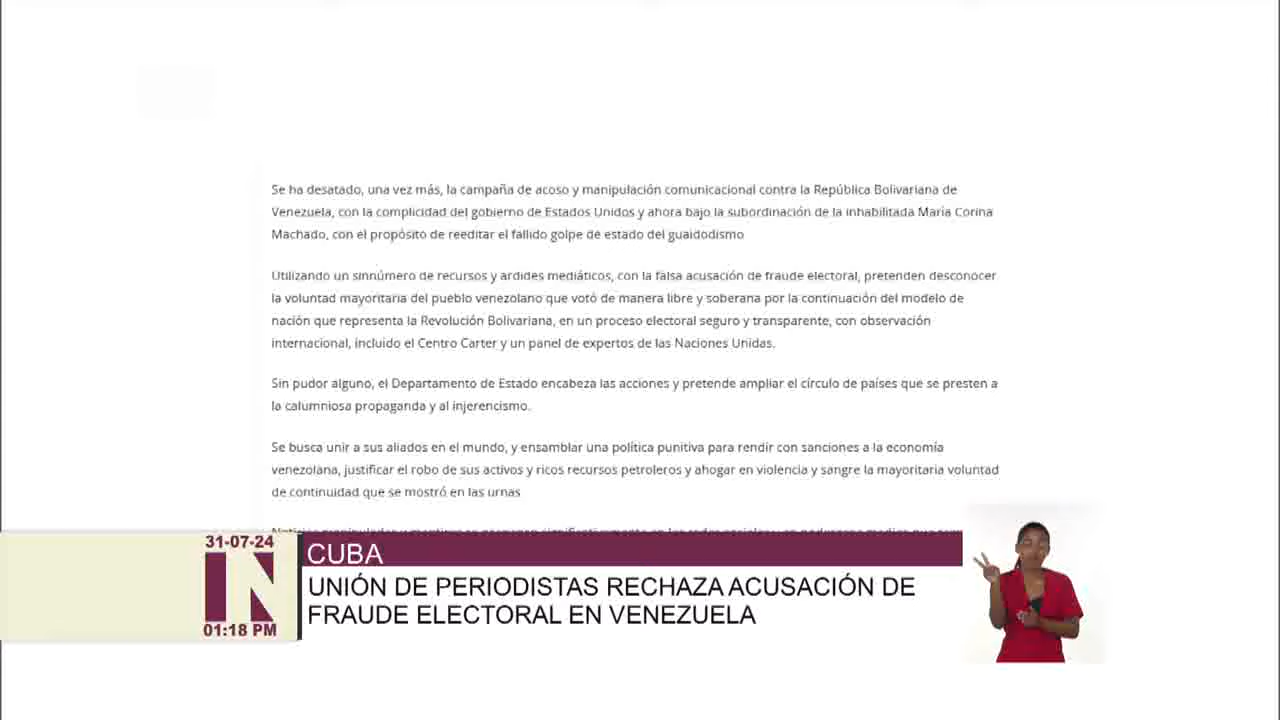 Se ha desatado, una vez más, la campaña de acoso y manipulación comunicacional contra la República Bolivariana de
Venezuela, con la complicidad del gobierno de Estados Unidos y ahora bajo la subordinación de la inhabilitada María Corina
Machado, con el propósito de reeditar el fallido golpe de estado del guaidodismo
Utilizando un sinnúmero de recursos y ardides mediáticos, con la falsa acusación de fraude electoral, pretenden desconocer
la voluntad mayoritaria del pueblo venezolano que votó de manera libre y soberana por la continuación del modelo de
nación que representa la Revolución Bolivariana, en un proceso electoral seguro y transparente, con observación
internacional, incluido el Centro Carter y un panel de expertos de las Naciones Unidas.
Sin pudor alguno, el Departamento de Estado encabeza las acciones y pretende ampliar el círculo de países que se presten a
la calumniosa propaganda y al injerencismo.
Se busca unir a sus aliados en el mundo, y ensamblar una política punitiva para rendir con sanciones a la economía
venezolana, justificar el robo de sus activos y ricos recursos petroleros y ahogar en violencia y sangre la mayoritaria voluntad
de continuidad que se mostró en las urnas
31-07-24
IN
01:18 PM
CUBA
UNIÓN DE PERIODISTAS RECHAZA ACUSACIÓN DE
FRAUDE ELECTORAL EN VENEZUELA